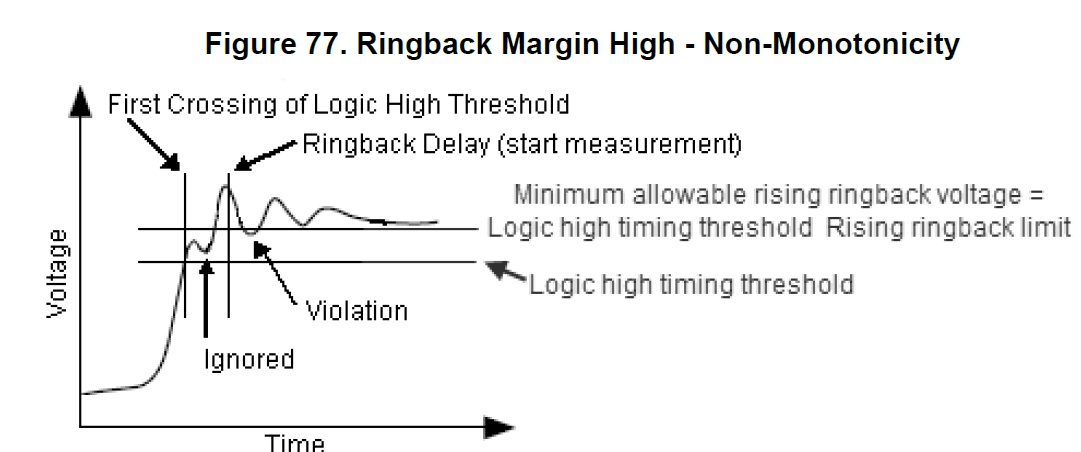 Figure 77. Ringback Margin High - Non-Monotonicity
First Crossing of Logic High Threshold
Ringback Delay (start measurement)
Minimum allowable rising ringback voltage =
Logic high timing threshold Rising ringback limit
Logic high timing threshold
Violation
Ignored
Voltage
Time